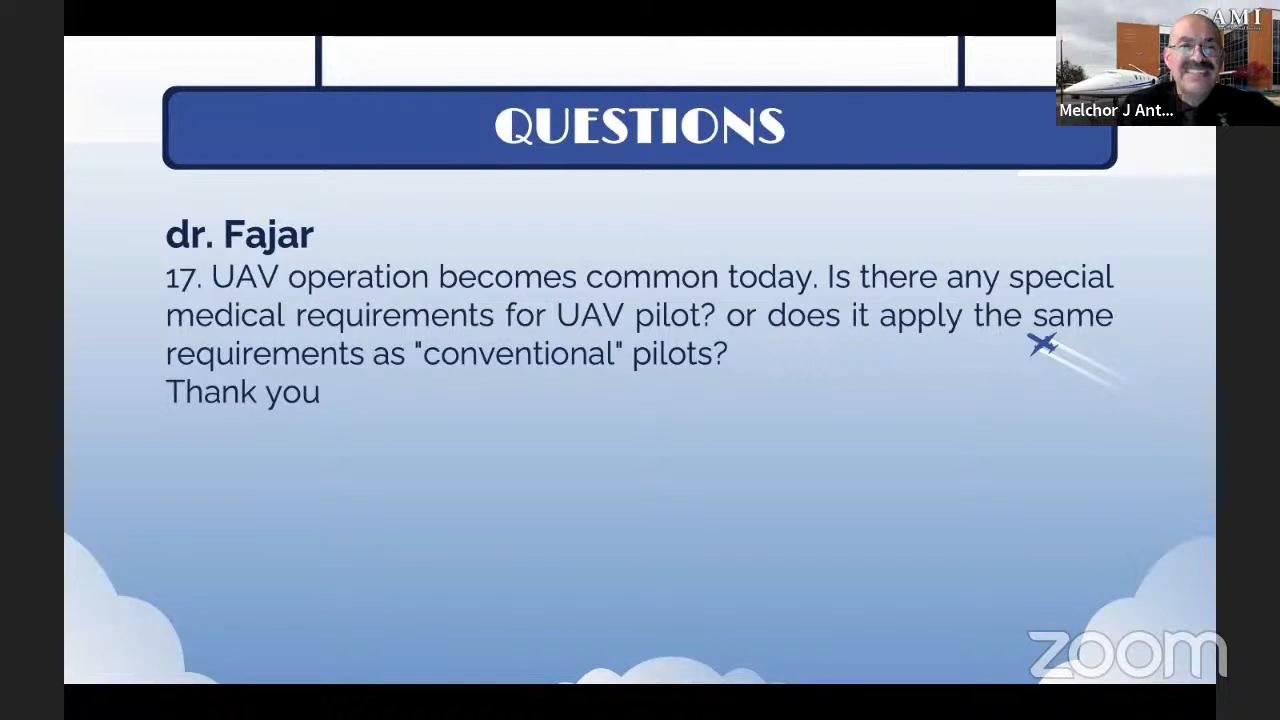 CAMI
Melchor J Ant...
QUESTIONS
dr. Fajar
17. UAV operation becomes common today. Is there any special
medical requirements for UAV pilot? or does it apply the same
requirements as "conventional" pilots?
Thank you
zoom